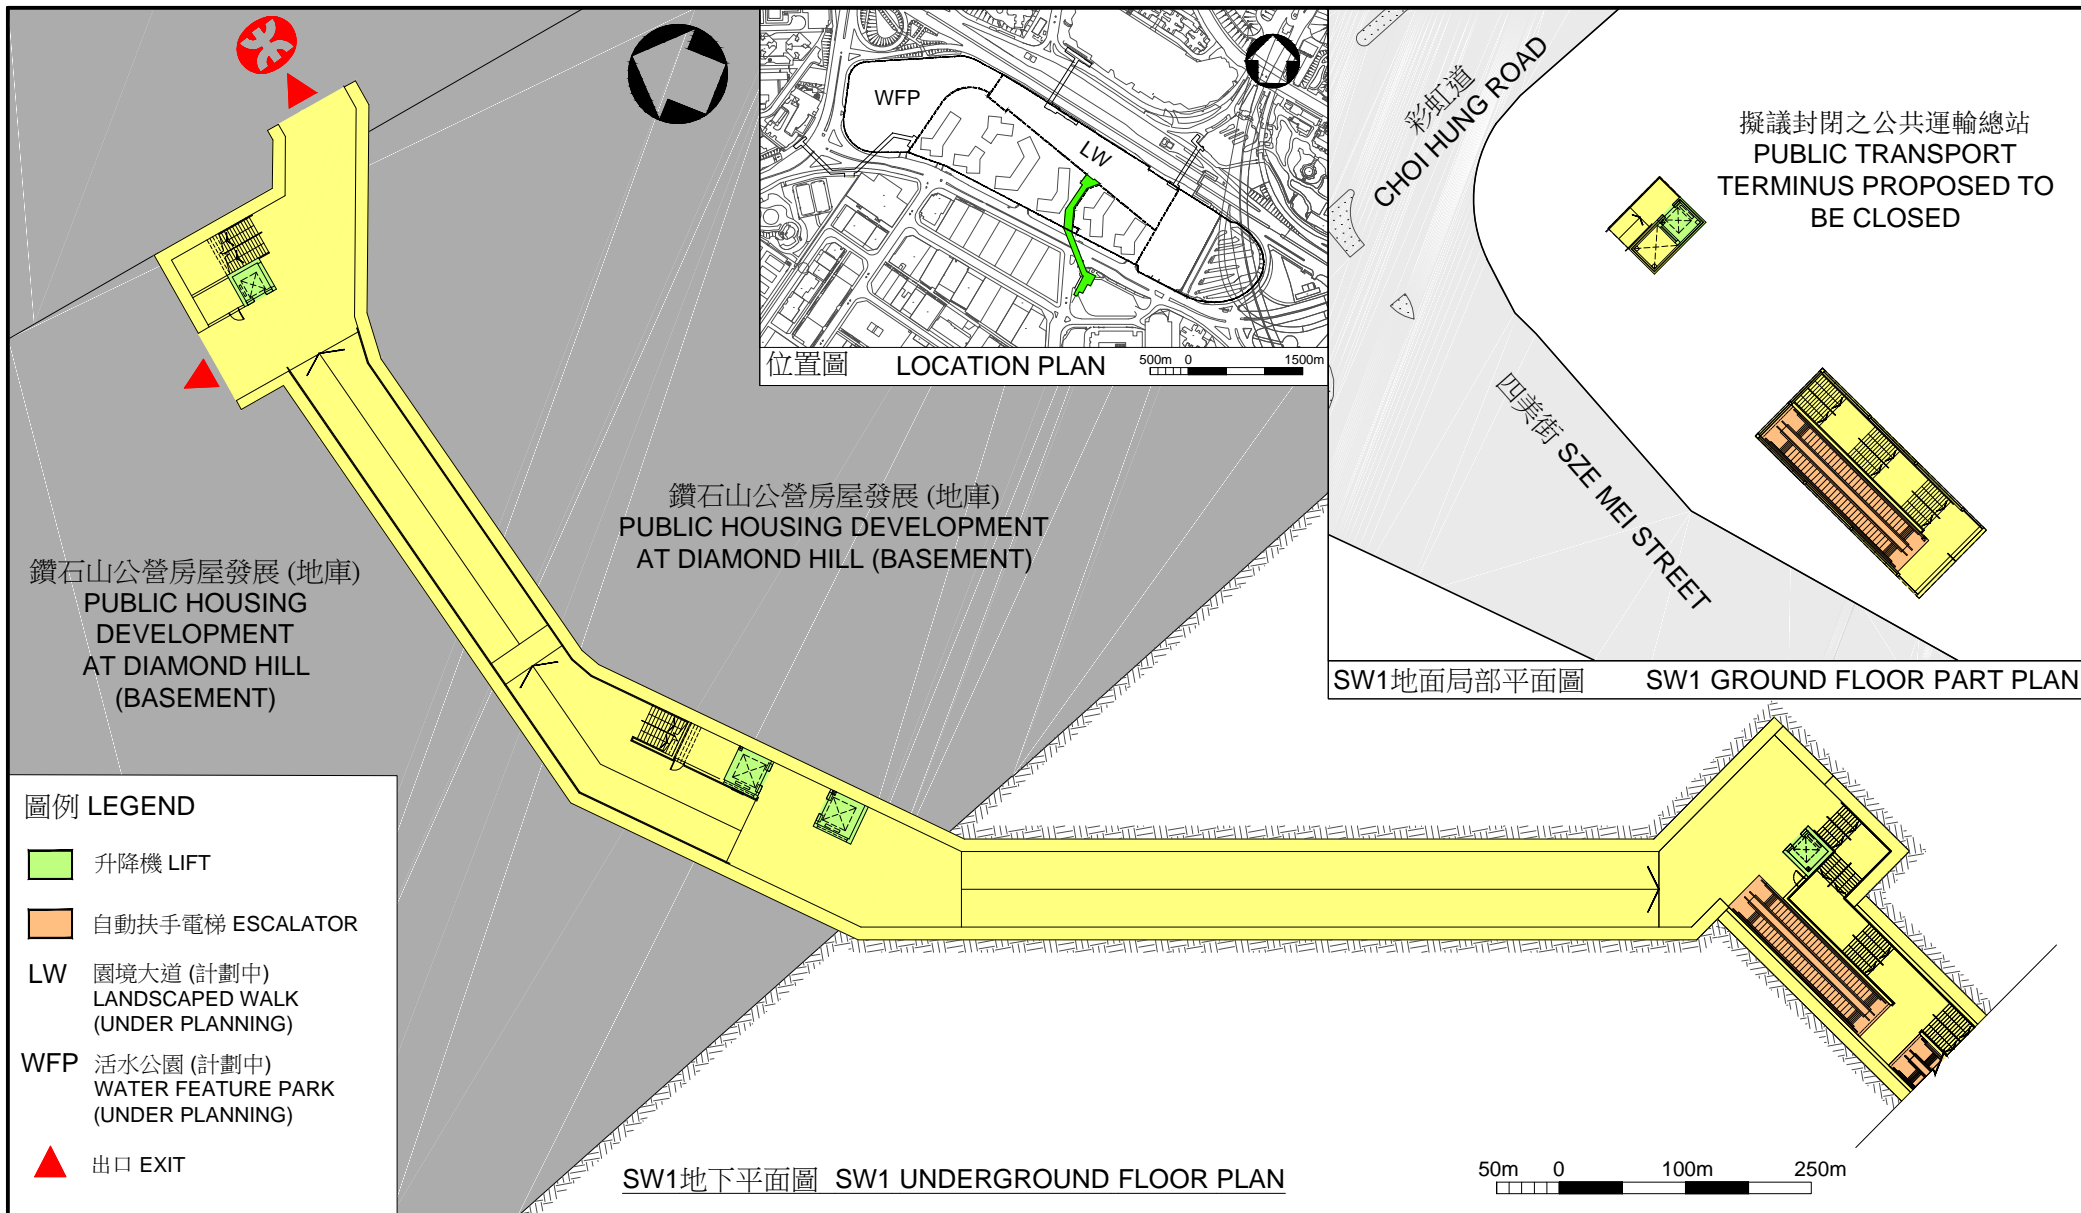 WFP
LW
位置圖 LOCATION PLAN
500m 0 1500m
彩虹道
CHOI HUNG ROAD
擬議封閉之公共運輸總站
PUBLIC TRANSPORT
TERMINUS PROPOSED TO
BE CLOSED
四美街 SZE MEI STREET
SW1地面局部平面圖 SW1 GROUND FLOOR PART PLAN
鑽石山公營房屋發展 (地庫)
PUBLIC HOUSING DEVELOPMENT
AT DIAMOND HILL (BASEMENT)
鑽石山公營房屋發展 (地庫)
PUBLIC HOUSING
DEVELOPMENT
AT DIAMOND HILL
(BASEMENT)
圖例 LEGEND
升降機 LIFT
自動扶手電梯 ESCALATOR
LW 園境大道 (計劃中)
LANDSCAPED WALK
(UNDER PLANNING)
WFP 活水公園 (計劃中)
WATER FEATURE PARK
(UNDER PLANNING)
出口 EXIT
SW1地下平面圖 SW1 UNDERGROUND FLOOR PLAN
50m 0 100m 250m